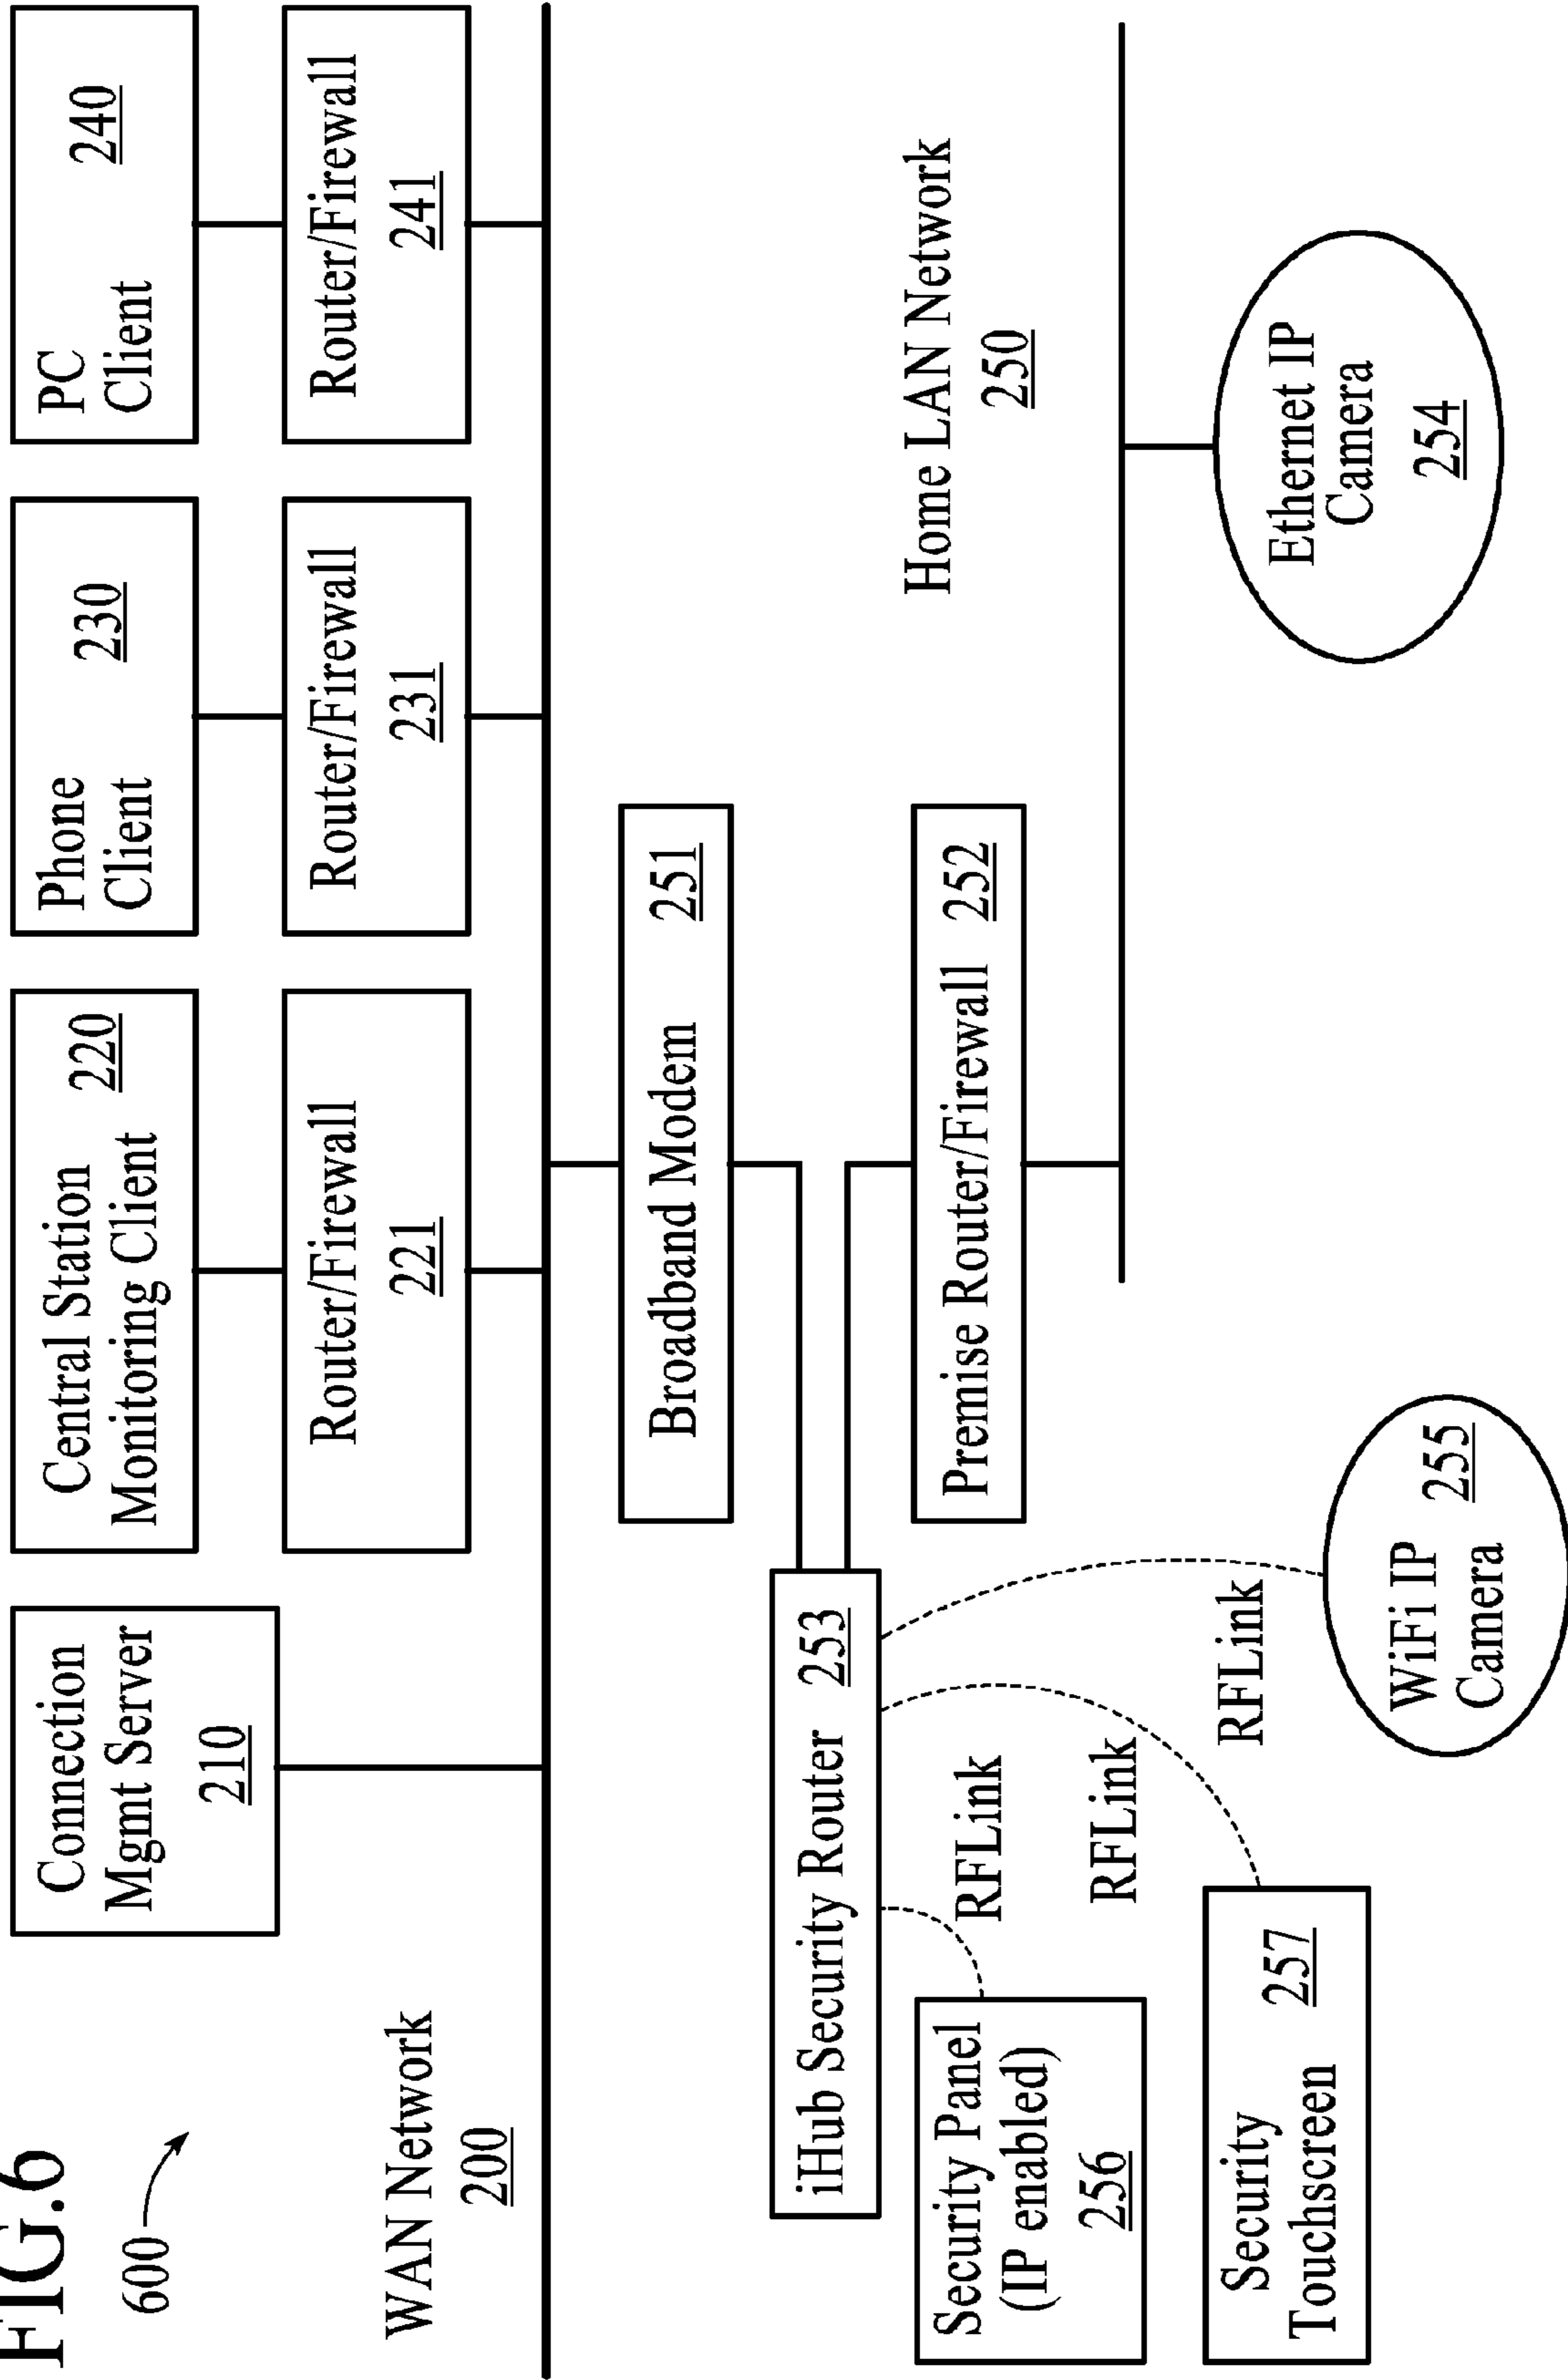 FIG.6
600
Connection
Mgmt Server
210
Central Station
Monitoring Client
220
Phone
Client
230
PC
Client
240
Router/Firewall
221
Router/Firewall
231
Router/Firewall
241
WAN Network
200
Broadband Modem 251
iHub Security Router 253
Premise Router/Firewall 252
Home LAN Network
250
RFLink
RFLink
RFLink
Security Panel
(IP enabled)
256
Security
Touchscreen
257
WiFi IP
Camera
255
Ethernet IP
Camera
254